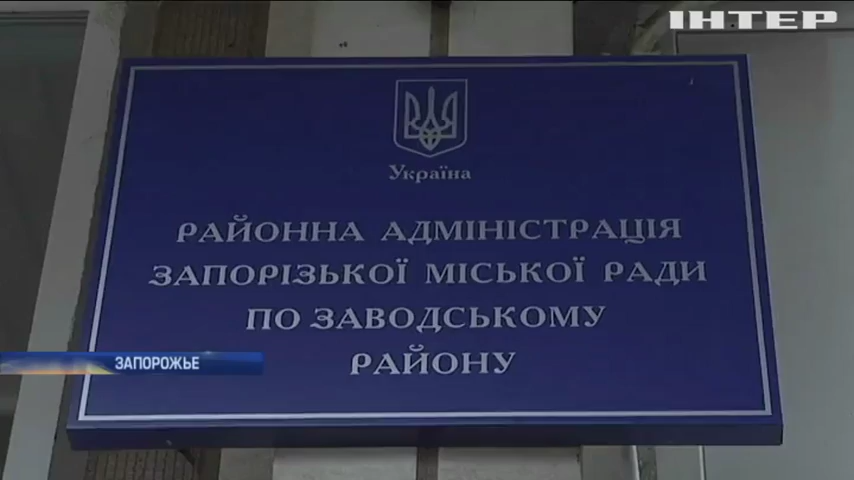 ІНТЕР
Україна
РАЙОННА АДМІНІСТРАЦІЯ
ЗАПОРІЗЬКОЇ МІСЬКОЇ РАДИ
ПО ЗАВОДСЬКОМУ
РАЙОНУ
ЗАПОРОЖЬЕ